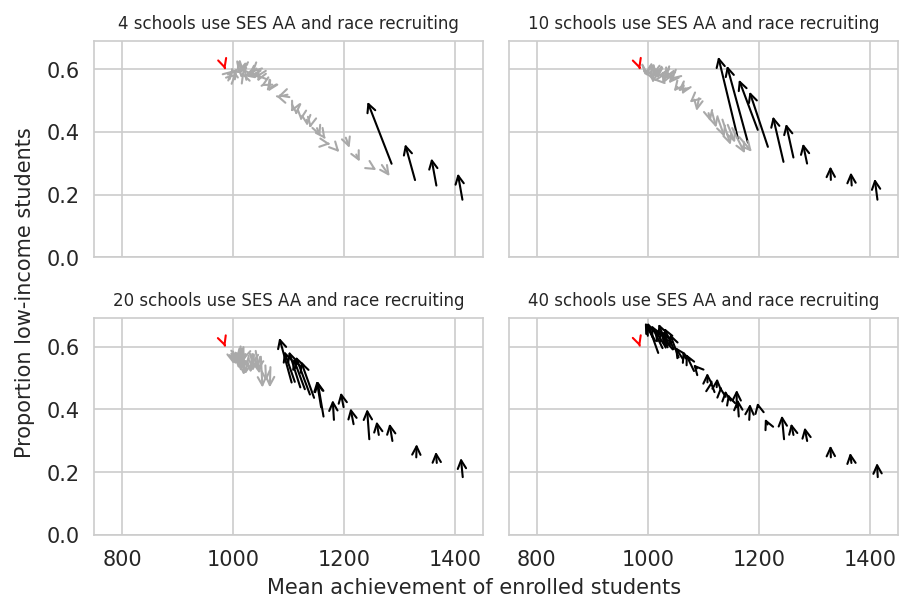 4 schools use SES AA and race recruiting
10 schools use SES AA and race recruiting
0.6
0.4
0.2
0.0
Proportion low-income students
20 schools use SES AA and race recruiting
40 schools use SES AA and race recruiting
0.6
0.4
0.2
0.0
800 1000 1200 1400
800 1000 1200 1400
Mean achievement of enrolled students